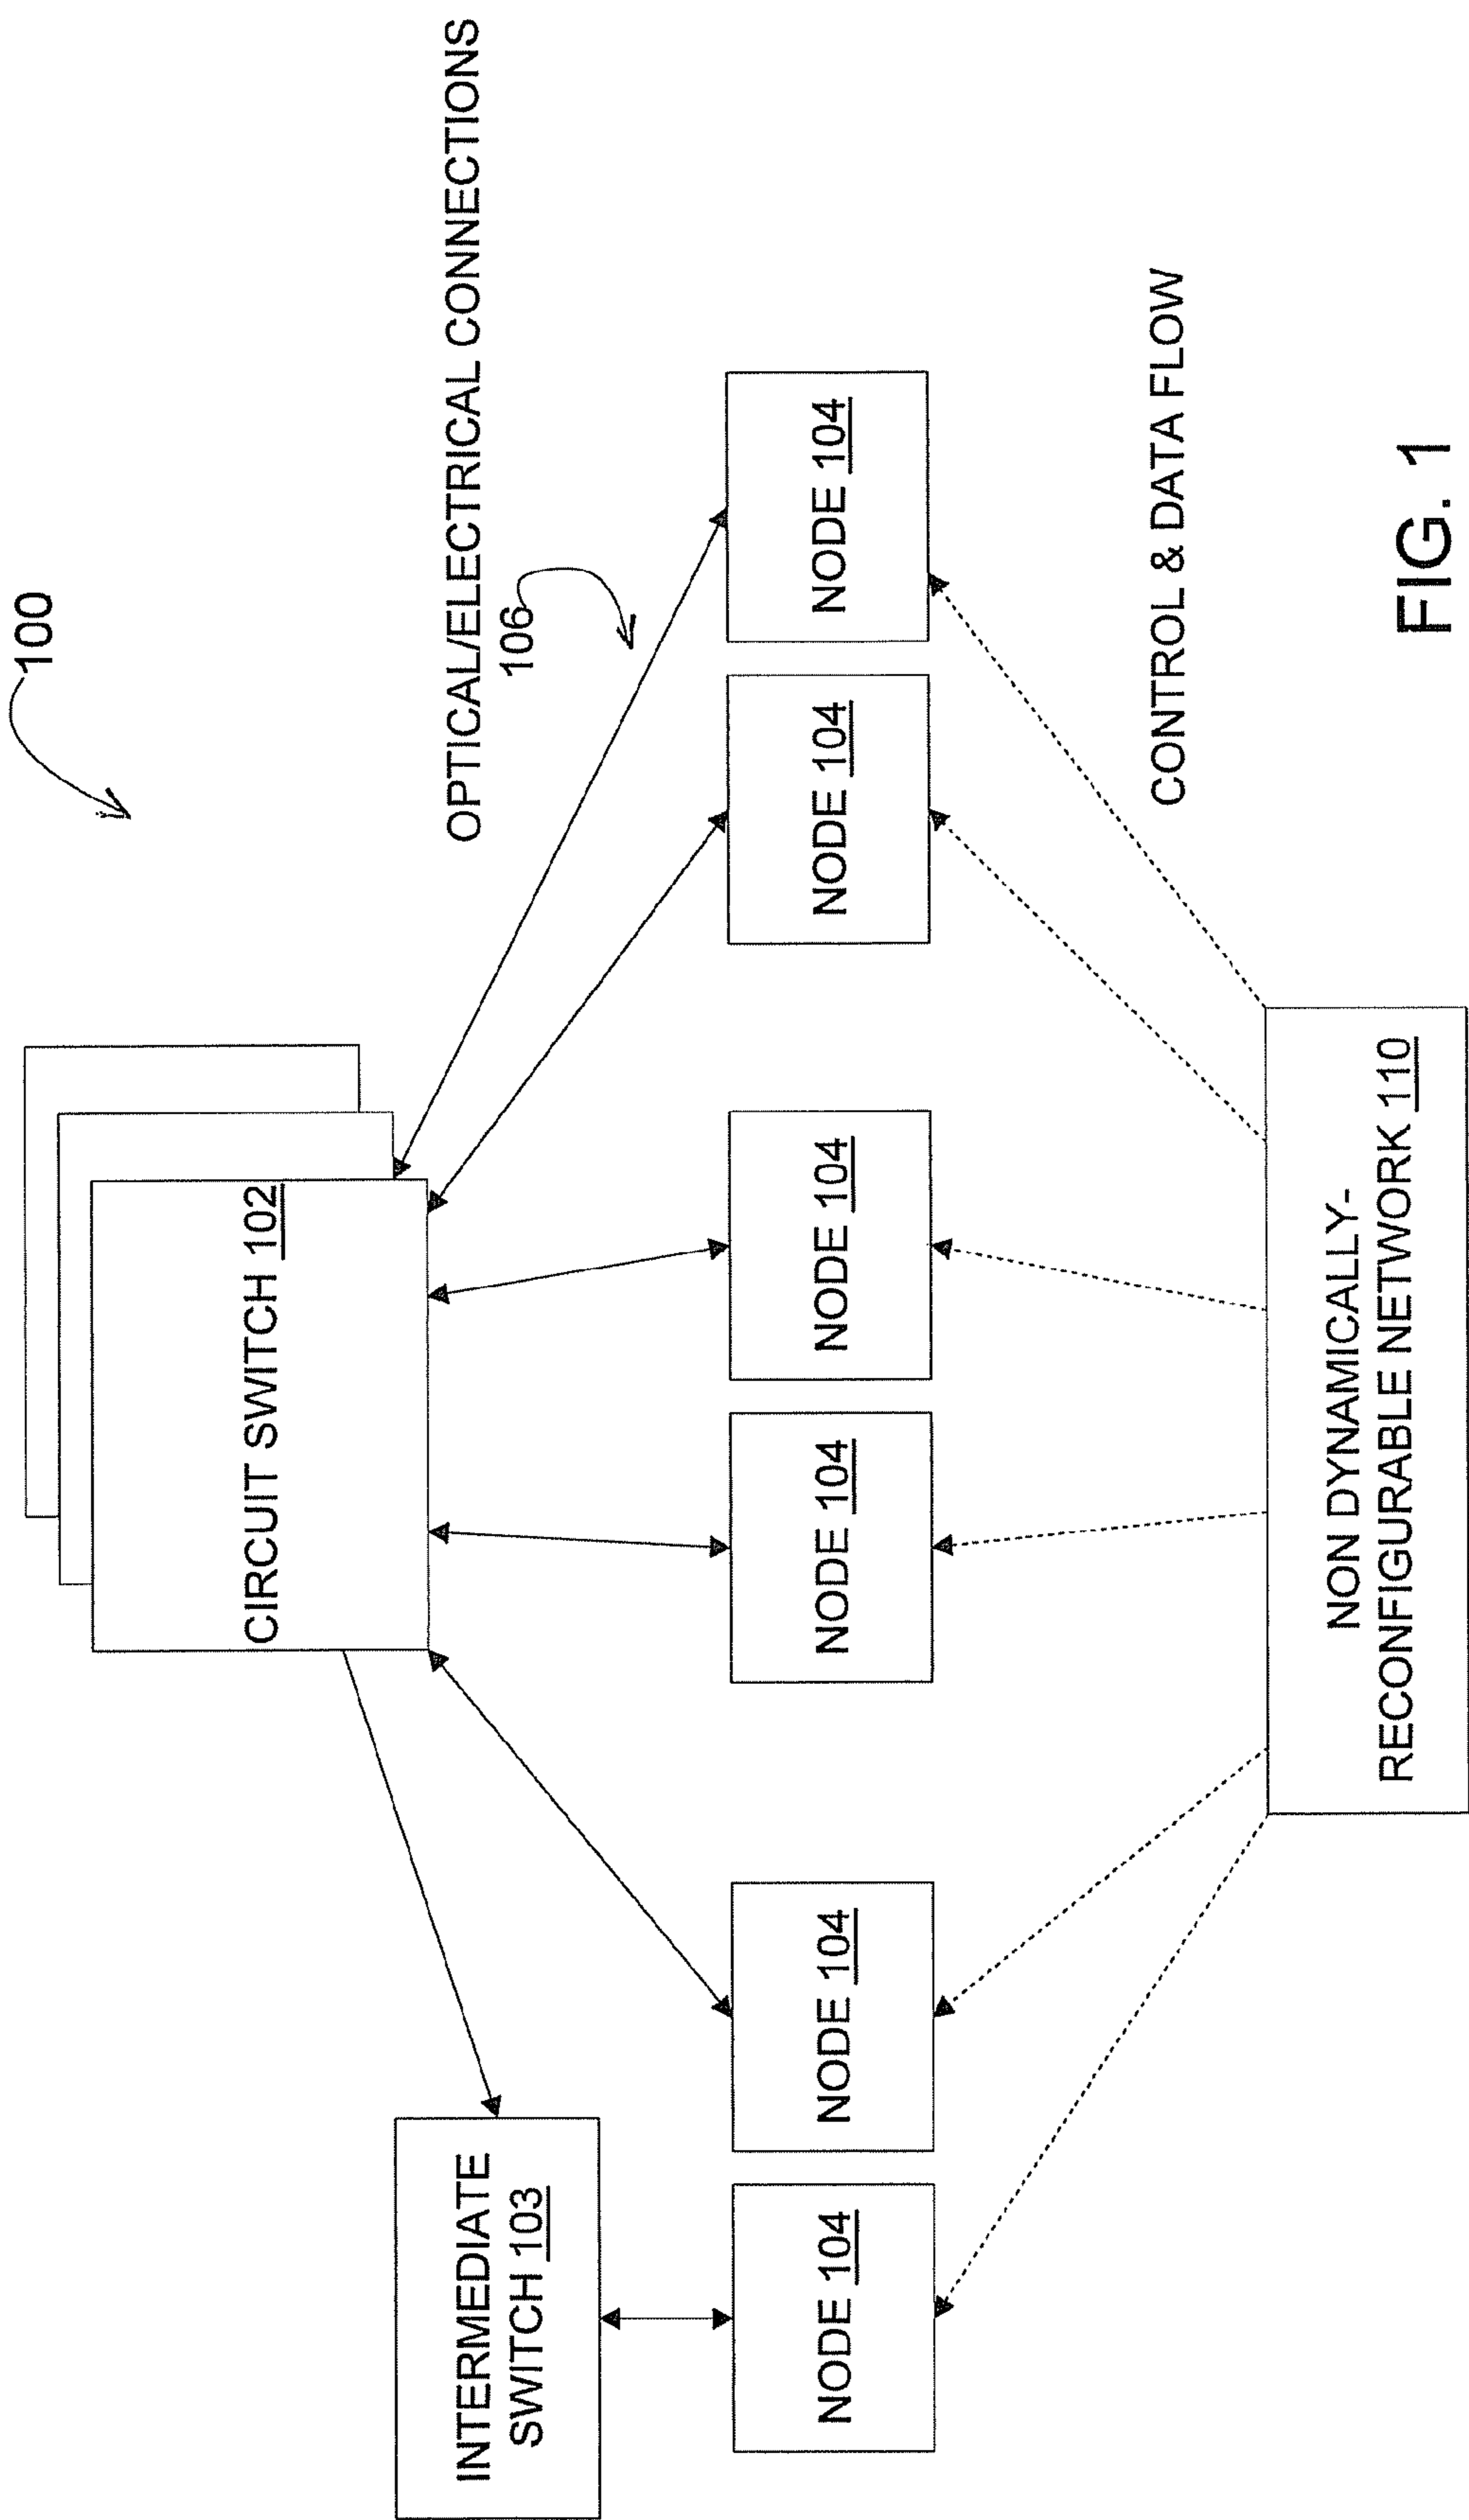 100
CIRCUIT SWITCH 102
OPTICAL/ELECTRICAL CONNECTIONS
106
INTERMEDIATE
SWITCH 103
NODE 104
NODE 104
NODE 104
NODE 104
NODE 104
NODE 104
CONTROL & DATA FLOW
NON DYNAMICALLY-
RECONFIGURABLE NETWORK 110
FIG. 1